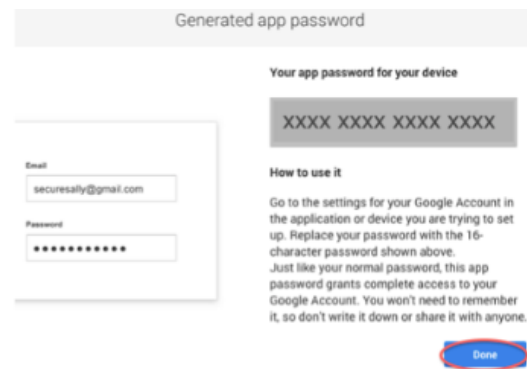 Generated app password
Your app password for your device
XXXX XXXX XXXX XXXX
Email
securesally@gmail.com
Password
●●●●●●●●●●●
How to use it
Go to the settings for your Google Account in
the application or device you are trying to set
up. Replace your password with the 16-
character password shown above.
Just like your normal password, this app
password grants complete access to your
Google Account. You won't need to remember
it, so don't write it down or share it with anyone.
Done